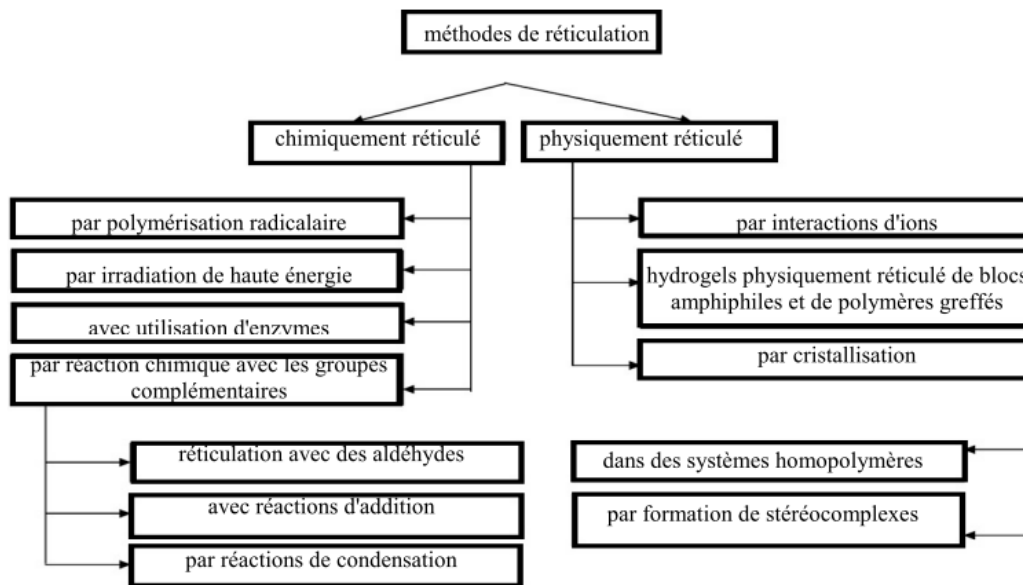 méthodes de réticulation
chimiquement réticulé
physiquement réticulé
par polymérisation radicalaire
par irradiation de haute énergie
avec utilisation d'enzymes
par réaction chimique avec les groupes
complémentaires
par interactions d'ions
hydrogels physiquement réticulé de blocs
amphiphiles et de polymères greffés
par cristallisation
réticulation avec des aldéhydes
avec réactions d'addition
par réactions de condensation
dans des systèmes homopolymères
par formation de stéréocomplexes